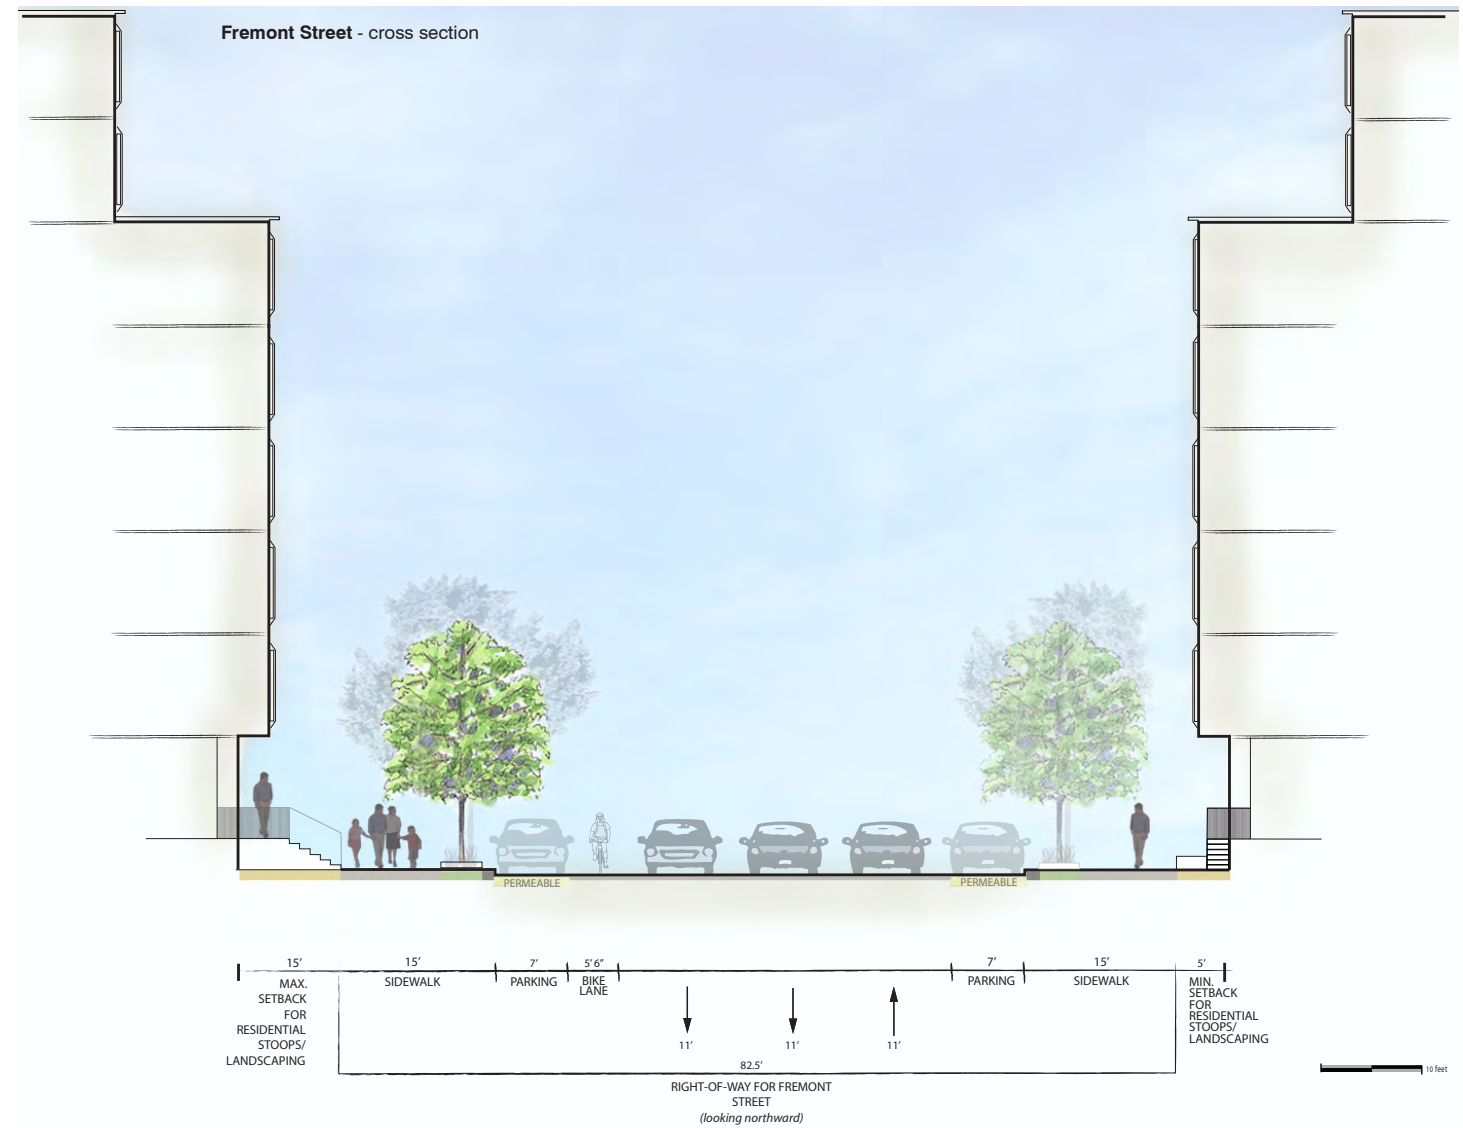 Fremont Street - cross section
PERMEABLE
PERMEABLE
15’
15’
7’
5’ 6”
7’
15’
5’
MAX.
SETBACK
FOR
RESIDENTIAL
STOOPS/
LANDSCAPING
SIDEWALK
PARKING
BIKE
LANE
PARKING
SIDEWALK
MIN.
SETBACK
FOR
RESIDENTIAL
STOOPS/
LANDSCAPING
11’
11’
11’
82.5’
RIGHT-OF-WAY FOR FREMONT
STREET
(looking northward)
10 feet